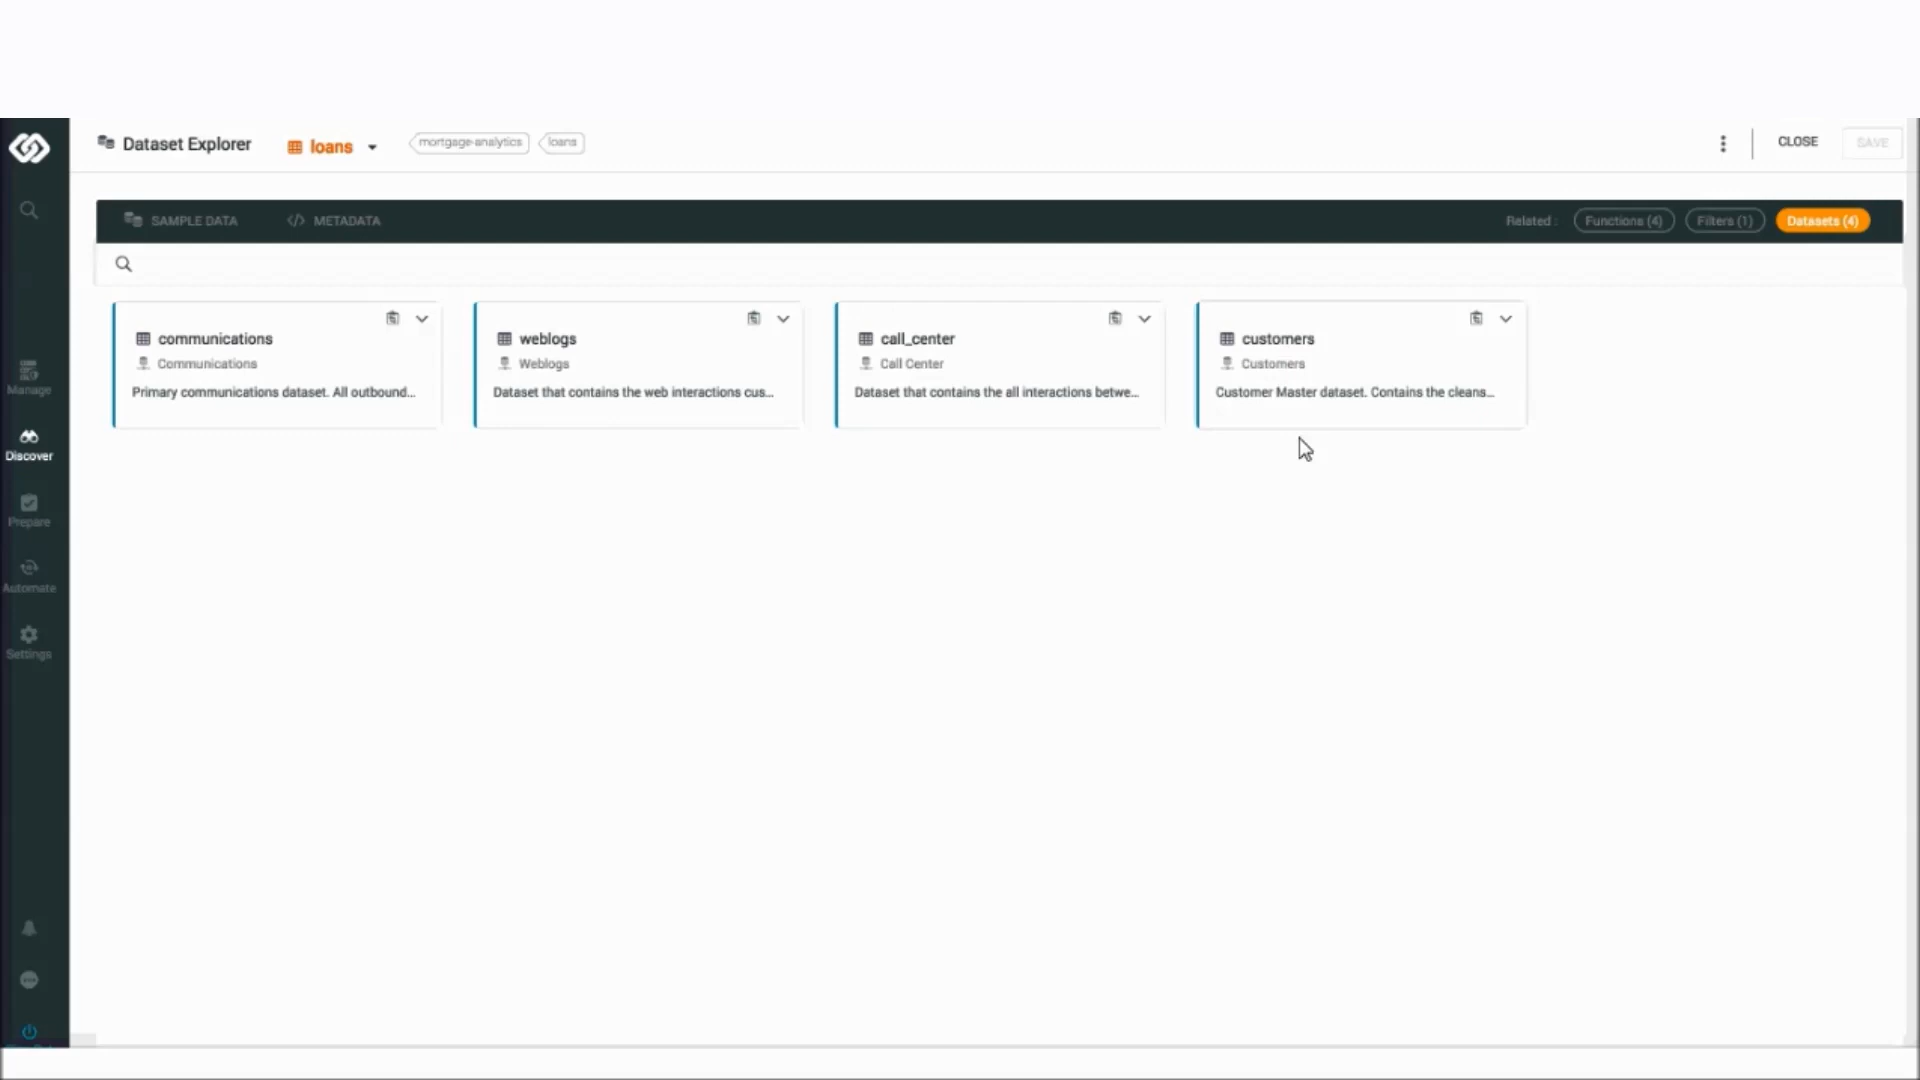 Dataset Explorer
loans
mortgage-analytics
loans
CLOSE
SAVE
SAMPLE DATA
METADATA
Related :
Functions (4)
Filters (1)
Datasets (4)
communications
Communications
Primary communications dataset. All outbound...
weblogs
Weblogs
Dataset that contains the web interactions cus...
call_center
Call Center
Dataset that contains the all interactions betwe...
customers
Customers
Customer Master dataset. Contains the cleans...
Manage
Discover
Prepare
Automate
Settings